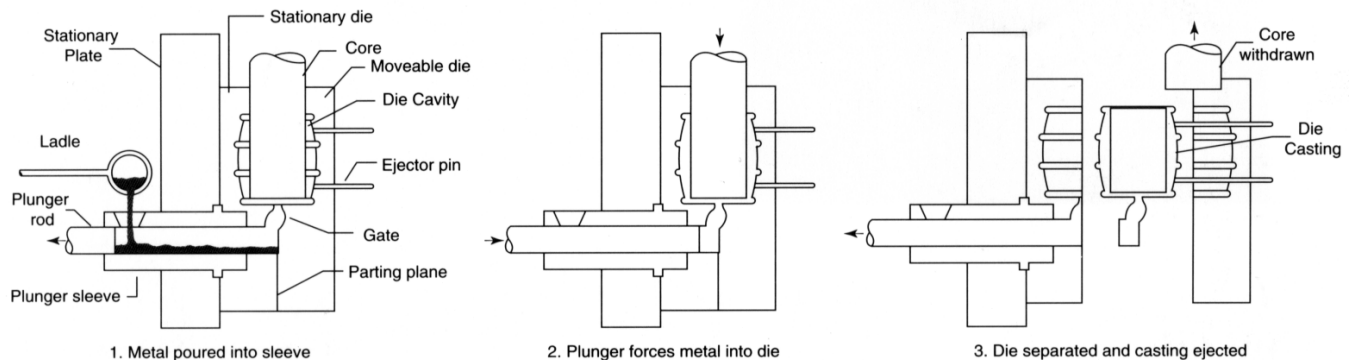 Stationary die
Stationary
Plate
Core
Moveable die
Die Cavity
Ladle
Ejector pin
Plunger
rod
Gate
Parting plane
Plunger sleeve
1. Metal poured into sleeve
2. Plunger forces metal into die
Core
withdrawn
Die
Casting
3. Die separated and casting ejected